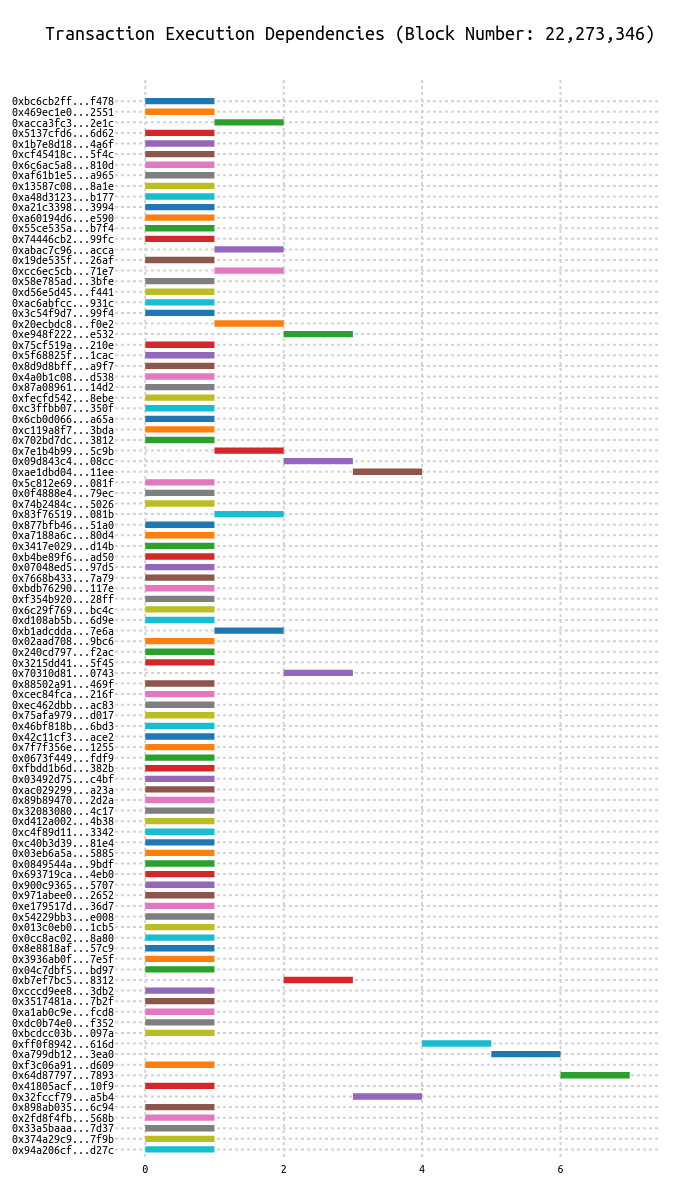 Transaction Execution Dependencies (Block Number: 22,273,346)
0xbc6cb2ff...f478
0x469ec1e0...2551
0xacca3fc3...2e1c
0x5137cfd6...6d62
0x1b7e8d18...4a6f
0xcf45418c...5f4c
0x6c6ac5a8...810d
0xaf61b1e5...a965
0x13587c08...8a1e
0xa48d3123...b177
0xa21c3398...3994
0xa60194d6...e590
0x55ce535a...b7f4
0x74446cb2...99fc
0xabac7c96...acca
0x19de535f...26af
0xcc6ec5cb...71e7
0x58e785ad...3bfe
0xd56e5d45...f441
0xac6abfcc...931c
0x3c54f9d7...99f4
0x20ecbdc8...f0e2
0xe948f222...e532
0x75cf519a...210e
0x5f68825f...1cac
0x8d9d8bff...a9f7
0x4a0b1c08...d538
0x87a08961...14d2
0xfecfd542...8ebe
0xc3ffbb07...350f
0x6cb0d066...a65a
0xc119a8f7...3bda
0x702bd7dc...3812
0x7e1b4b99...5c9b
0x09d843c4...08cc
0xae1dbd04...11ee
0x5c812e69...081f
0x0f4888e4...79ec
0x74b2484c...5026
0x83f76519...081b
0x877bfb46...51a0
0xa7188a6c...80d4
0x3417e029...d14b
0xb4be89f6...ad50
0x07048ed5...97d5
0x7668b433...7a79
0xbdb76290...117e
0xf354b920...28ff
0x6c29f769...bc4c
0xd108ab5b...6d9e
0xb1adcdda...7e6a
0x02aad708...9bc6
0x240cd797...f2ac
0x3215dd41...5f45
0x70310d81...0743
0x88502a91...469f
0xcec84fca...216f
0xec462dbb...ac83
0x75afa979...d017
0x46bf818b...6bd3
0x42c11cf3...ace2
0x7f7f356e...1255
0x0673f449...fdf9
0xfbdd1b6d...382b
0x03492d75...c4bf
0xac029299...a23a
0x89b89470...2d2a
0x32083080...4c17
0xd412a002...4b38
0xc4f89d11...3342
0xc40b3d39...81e4
0x03eb6a5a...5885
0x0849544a...9bdf
0x693719ca...4eb0
0x900c9365...5707
0x971abee0...2652
0xe179517d...36d7
0x54229bb3...e008
0x013c0eb0...1cb5
0x0cc8ac02...8a80
0x8e8818af...57c9
0x3936ab0f...7e5f
0x04c7dbf5...bd97
0xb7ef7bc5...8312
0xcccd9ee8...3db2
0x3517481a...7b2f
0xa1ab0c9e...fcd8
0xdc0b74e0...f352
0xbcdcc03b...097a
0xff0f8942...616d
0xa799db12...3ea0
0xf3c06a91...d609
0x64d87797...7893
0x41805acf...10f9
0x32fccf79...a5b4
0x898ab035...6c94
0x2fd8f4fb...568b
0x33a5baaa...7d37
0x374a29c9...7f9b
0x94a206cf...d27c
0 2 4 6